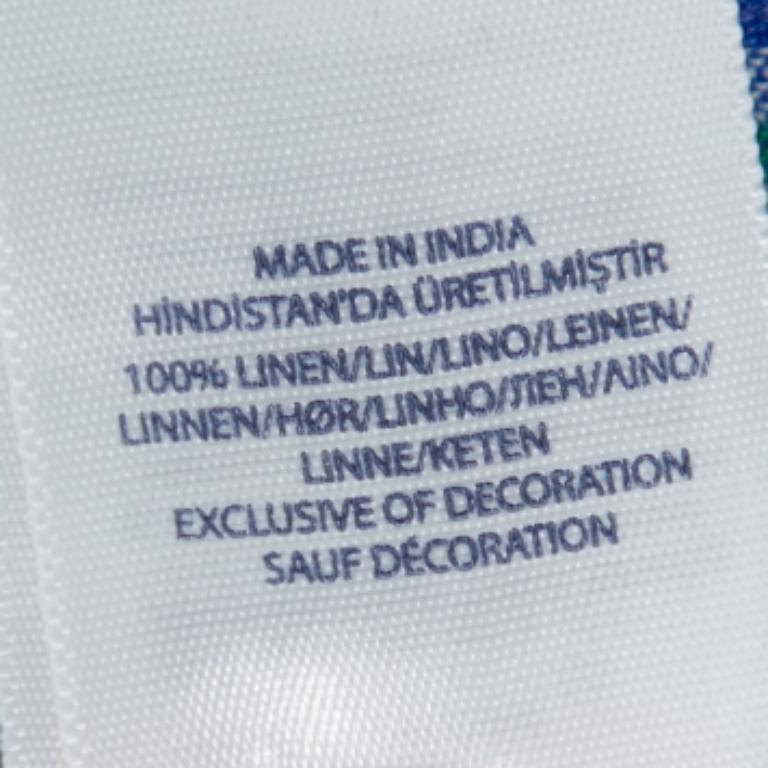 MADE IN INDIA
HİNDİSTAN'DA ÜRETİLMİŞTİR
100% LINEN/LIN/LINO/LEINEN/
LINNEN/HØR/LINHO/ЛЕН/ΛΙΝΟ/
LINNE/KETEN
EXCLUSIVE OF DECORATION
SAUF DÉCORATION